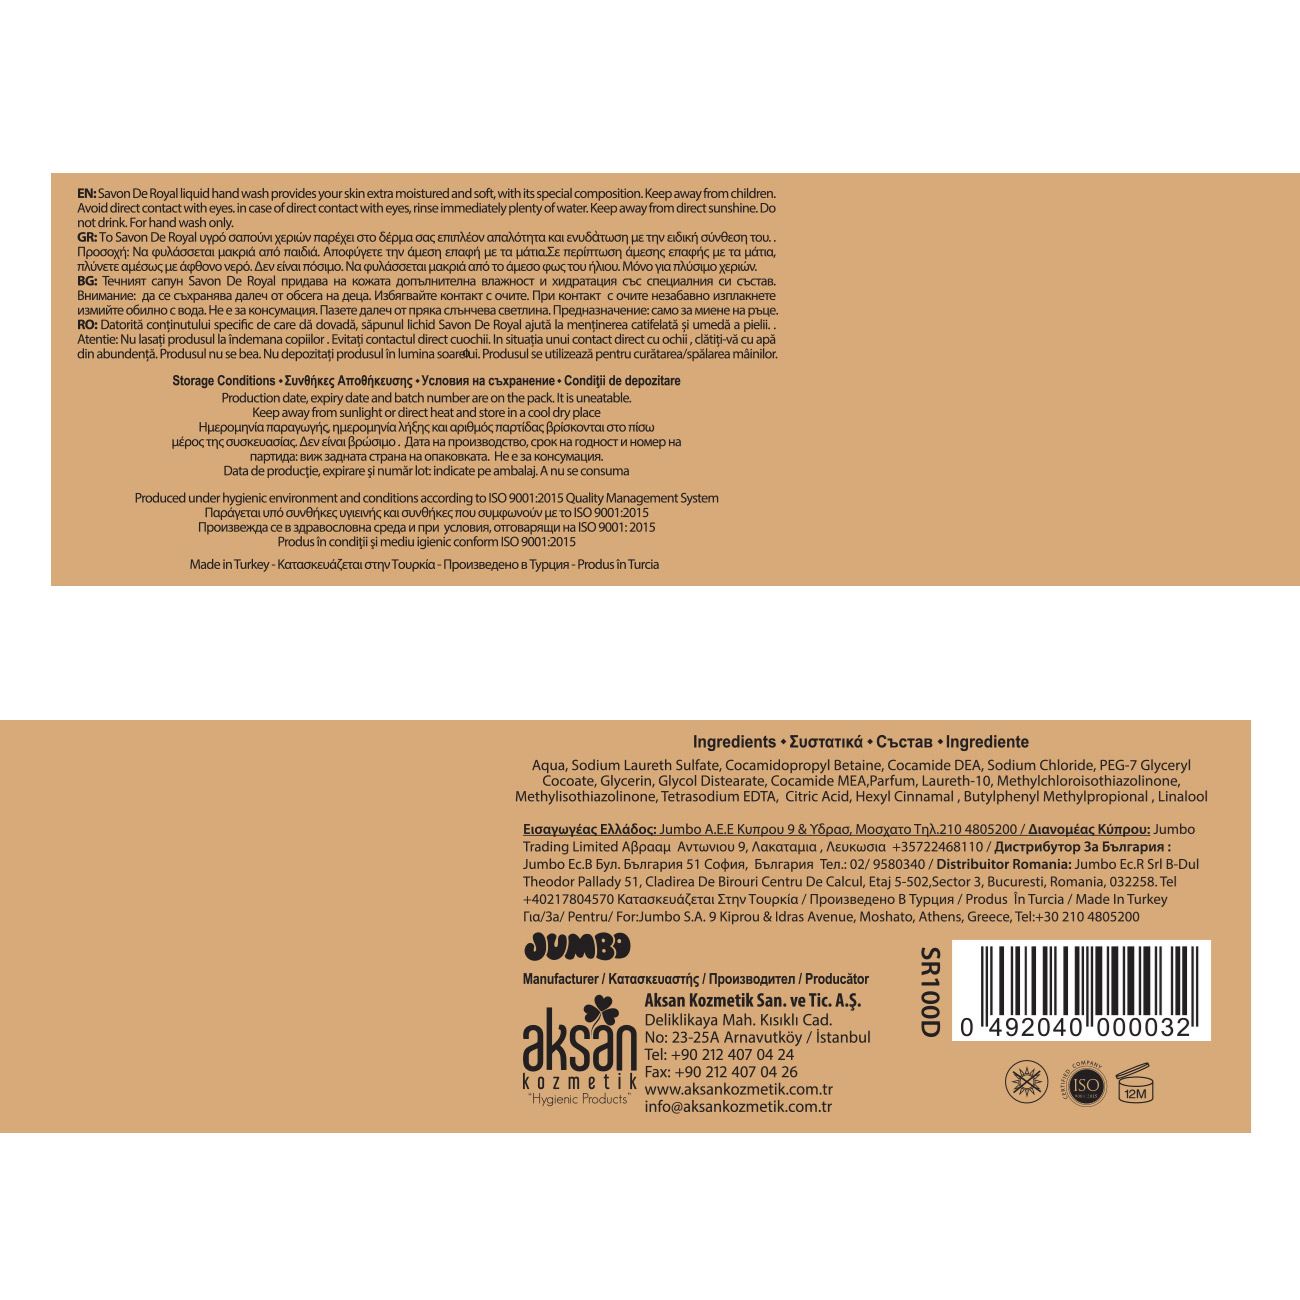 EN: Savon De Royal liquid hand wash provides your skin extra moistured and soft, with its special composition. Keep away from children.
Avoid direct contact with eyes. in case of direct contact with eyes, rinse immediately plenty of water. Keep away from direct sunshine. Do
not drink. For hand wash only.
GR: Το Savon De Royal υγρό σαπούνι χεριών παρέχει στο δέρμα σας επιπλέον απαλότητα και ενυδάτωση με την ειδική σύνθεση του. .
Προσοχή: Να φυλάσσεται μακριά από παιδιά. Αποφύγετε την άμεση επαφή με τα μάτια.Σε περίπτωση άμεσης επαφής με τα μάτια,
πλύνετε αμέσως με άφθονο νερό. Δεν είναι πόσιμο. Να φυλάσσεται μακριά από το άμεσο φως του ήλιου. Μόνο για πλύσιμο χεριών.
BG: Течният сапун Savon De Royal придава на кожата допълнителна влажност и хидратация със специалния си състав.
Внимание: да се съхранява далеч от обсега на деца. Избягвайте контакт с очите. При контакт с очите незабавно изплакнете
измийте обилно с вода. Не е за консумация. Пазете далеч от пряка слънчева светлина. Предназначение: само за миене на ръце.
RO: Datorită conținutului specific de care dă dovadă, săpunul lichid Savon De Royal ajută la menținerea catifelată și umedă a pielii. .
Atentie: Nu lasați produsul la îndemana copiilor . Evitați contactul direct cuochii. In situația unui contact direct cu ochii , clătiți-vă cu apă
din abundență. Produsul nu se bea. Nu depozitați produsul în lumina soarelui. Produsul se utilizează pentru curătarea/spălarea mâinilor.
Storage Conditions • Συνθήκες Αποθήκευσης • Условия на съхранение • Condiţii de depozitare
Production date, expiry date and batch number are on the pack. It is uneatable.
Keep away from sunlight or direct heat and store in a cool dry place
Ημερομηνία παραγωγής, ημερομηνία λήξης και αριθμός παρτίδας βρίσκονται στο πίσω
μέρος της συσκευασίας. Δεν είναι βρώσιμο . Дата на производство, срок на годност и номер на
партида: виж задната страна на опаковката. Не е за консумация.
Data de producţie, expirare şi număr lot: indicate pe ambalaj. A nu se consuma
Produced under hygienic environment and conditions according to ISO 9001:2015 Quality Management System
Παράγεται υπό συνθήκες υγιεινής και συνθήκες που συμφωνούν με το ISO 9001:2015
Произвежда се в здравословна среда и при условия, отговарящи на ISO 9001: 2015
Produs în condiţii şi mediu igienic conform ISO 9001:2015
Made in Turkey - Κατασκευάζεται στην Τουρκία - Произведено в Турция - Produs în Turcia
Ingredients • Συστατικά • Състав • Ingrediente
Aqua, Sodium Laureth Sulfate, Cocamidopropyl Betaine, Cocamide DEA, Sodium Chloride, PEG-7 Glyceryl
Cocoate, Glycerin, Glycol Distearate, Cocamide MEA,Parfum, Laureth-10, Methylchloroisothiazolinone,
Methylisothiazolinone, Tetrasodium EDTA, Citric Acid, Hexyl Cinnamal , Butylphenyl Methylpropional , Linalool
Εισαγωγέας Ελλάδος: Jumbo A.E.E Κυπρου 9 & Υδρασ, Μοσχατο Τηλ.210 4805200 / Διανομέας Κύπρου: Jumbo
Trading Limited Αβρααμ Αντωνιου 9, Λακαταμια , Λευκωσια +35722468110 / Дистрибутор За България :
Jumbo Ec.B Бул. България 51 София, България Тел.: 02/ 9580340 / Distribuitor Romania: Jumbo Ec.R Srl B-Dul
Theodor Pallady 51, Cladirea De Birouri Centru De Calcul, Etaj 5-502,Sector 3, Bucuresti, Romania, 032258. Tel
+40217804570 Κατασκευάζεται Στην Τουρκία / Произведено В Турция / Produs În Turcia / Made In Turkey
Για/За/ Pentru/ For:Jumbo S.A. 9 Kiprou & Idras Avenue, Moshato, Athens, Greece, Tel:+30 210 4805200
JUMBO
Manufacturer / Κατασκευαστής / Производител / Producător
aksan
kozmetik
"Hygienic Products"
Aksan Kozmetik San. ve Tic. A.Ş.
Deliklikaya Mah. Kısıklı Cad.
No: 23-25A Arnavutköy / İstanbul
Tel: +90 212 407 04 24
Fax: +90 212 407 04 26
www.aksankozmetik.com.tr
info@aksankozmetik.com.tr
SR100D
0 492040 000032
CERTIFIED COMPANY
ISO
9001:2015
12M